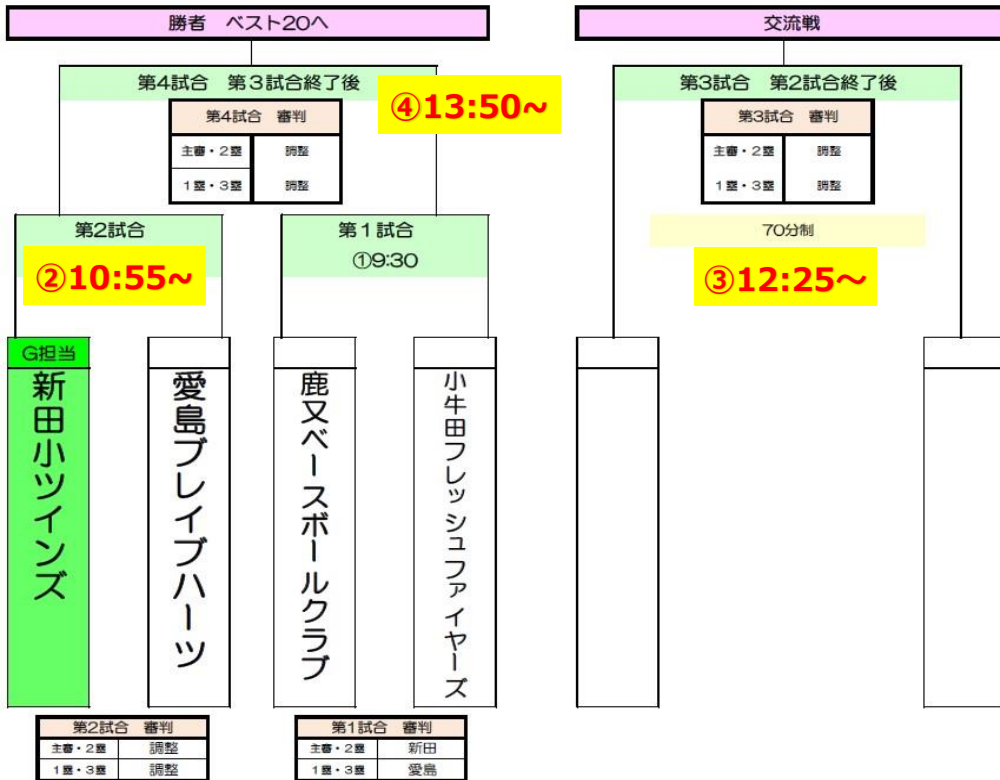 勝者 ベスト20へ
第4試合 第3試合終了後
④13:50~
第4試合 審判
主審・2塁 調整
1塁・3塁 調整
第2試合
②10:55~
第1試合
①9:30
G担当
新田小ツインズ
愛島ブレイブハーツ
鹿又ベースボールクラブ
小牛田フレッシュファイヤーズ
第2試合 審判
主審・2塁 調整
1塁・3塁 調整
第1試合 審判
主審・2塁 新田
1塁・3塁 愛島
交流戦
第3試合 第2試合終了後
第3試合 審判
主審・2塁 調整
1塁・3塁 調整
70分制
③12:25～